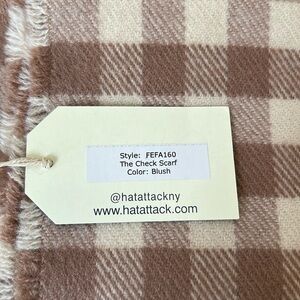 Style: FEFA160
The Check Scarf
Color: Blush
@hatattackny
www.hatattack.com